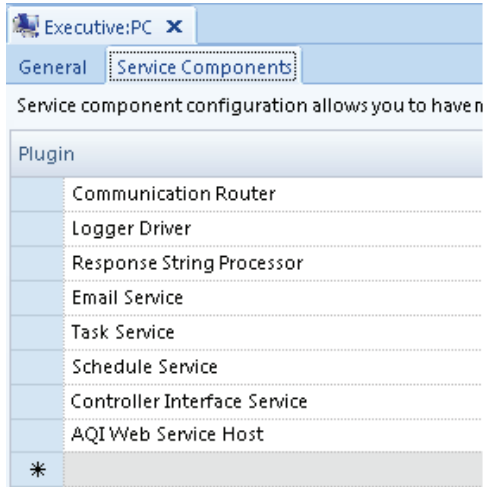 Executive:PC
General Service Components
Service component configuration allows you to have
Plugin
Communication Router
Logger Driver
Response String Processor
Email Service
Task Service
Schedule Service
Controller Interface Service
AQI Web Service Host